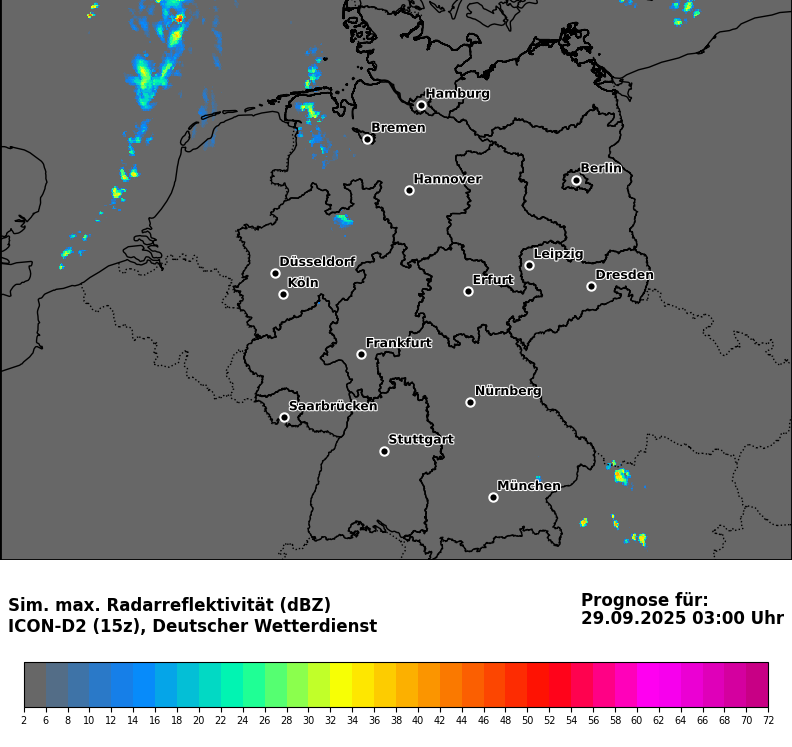 Hamburg
Bremen
Berlin
Hannover
Leipzig
Düsseldorf
Dresden
Köln
Erfurt
Frankfurt
Nürnberg
Saarbrücken
Stuttgart
München
Sim. max. Radarreflektivität (dBZ)
ICON-D2 (15z), Deutscher Wetterdienst
Prognose für:
29.09.2025 03:00 Uhr
2 6 8 10 12 14 16 18 20 22 24 26 28 30 32 34 36 38 40 42 44 46 48 50 52 54 56 58 60 62 64 66 68 70 72